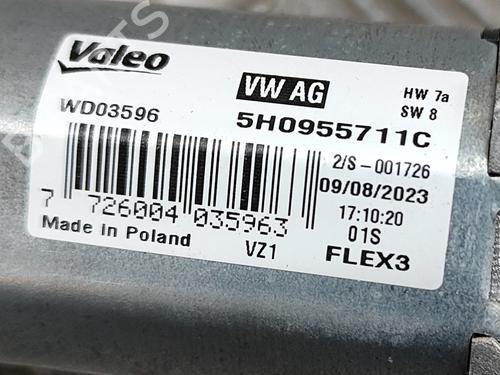 Valeo
VW AG
HW 7a
SW 8
WD03596
5H0955711C
2/S-001726
09/08/2023
17:10:20
7 726004 035963
01S
Made in Poland
VZ1
FLEX3